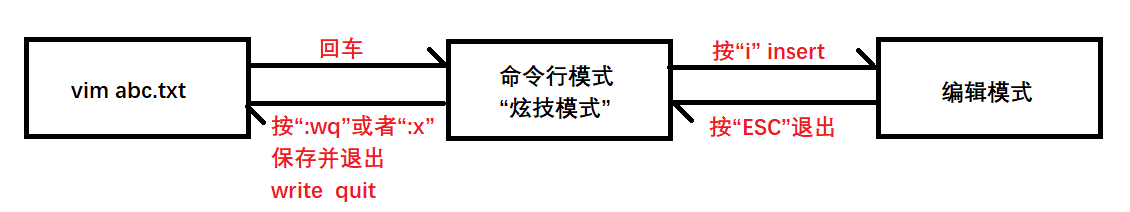 vim abc.txt
回车
按“:wq”或者“:x”
保存并退出
write quit
命令行模式
“炫技模式”
按“i” insert
按“ESC”退出
编辑模式